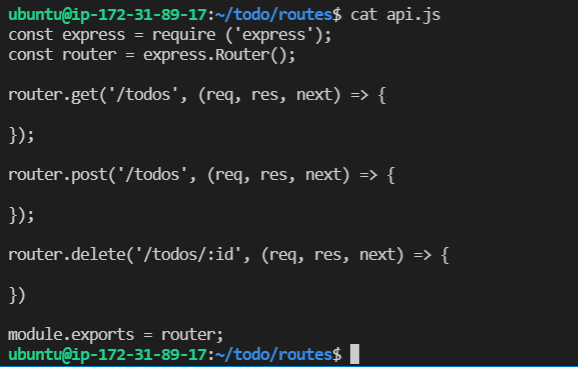 ubuntu@ip-172-31-89-17:~/todo/routes$ cat api.js
const express = require ('express');
const router = express.Router();
router.get('/todos', (req, res, next) => {
});
router.post('/todos', (req, res, next) => {
});
router.delete('/todos/:id', (req, res, next) => {
})
module.exports = router;
ubuntu@ip-172-31-89-17:~/todo/routes$